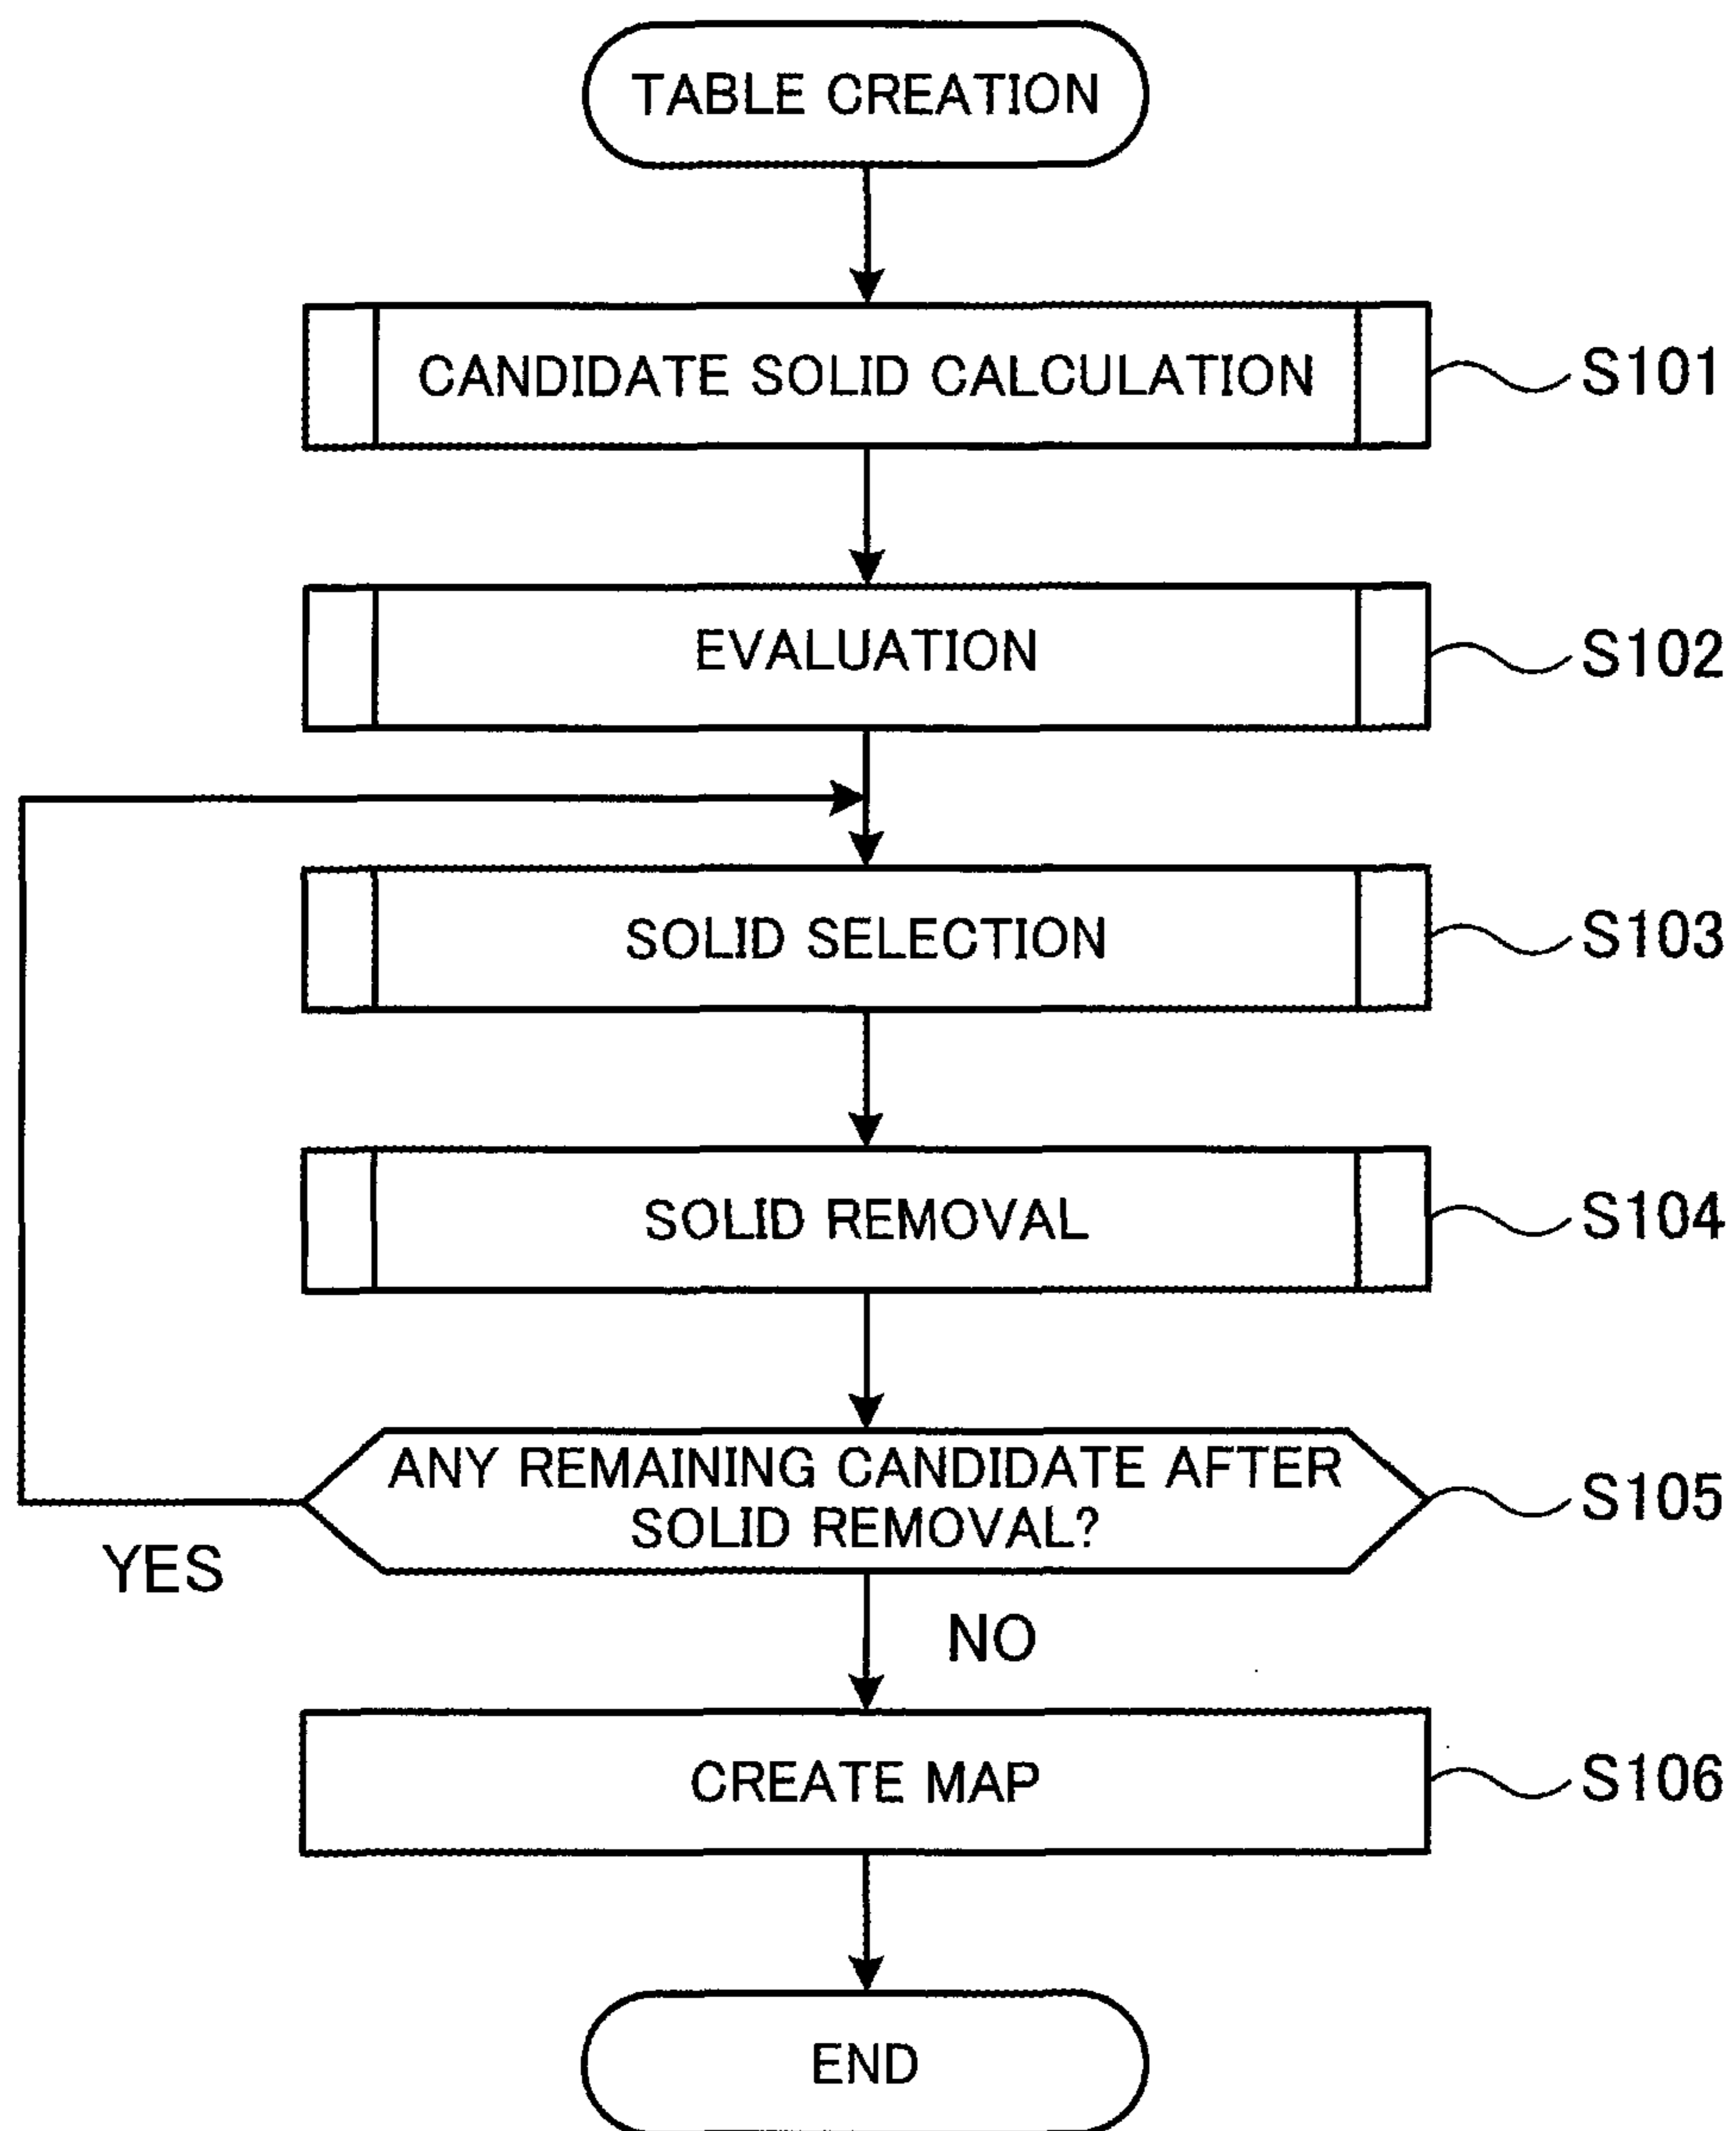 TABLE CREATION
CANDIDATE SOLID CALCULATION
S101
EVALUATION
S102
SOLID SELECTION
S103
SOLID REMOVAL
S104
ANY REMAINING CANDIDATE AFTER
SOLID REMOVAL?
S105
YES
NO
CREATE MAP
S106
END